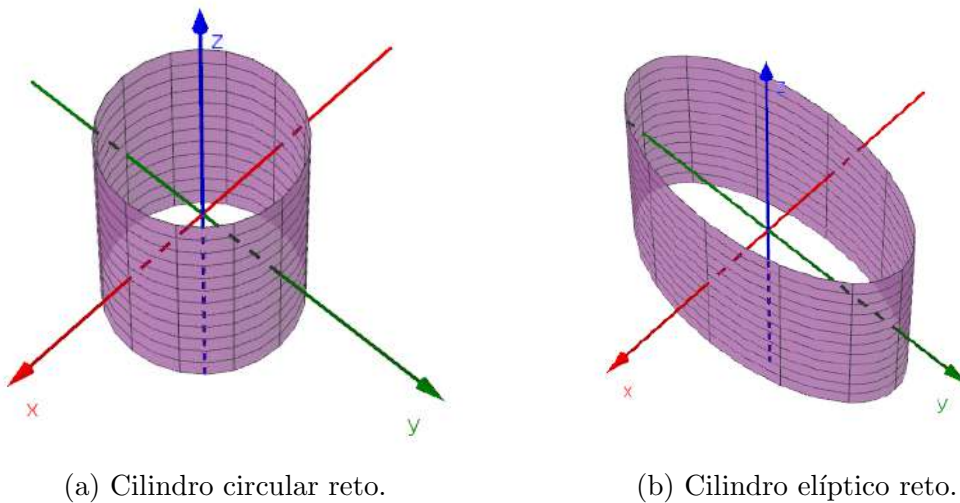 z
x
y
z
x
y
(a) Cilindro circular reto.
(b) Cilindro elíptico reto.